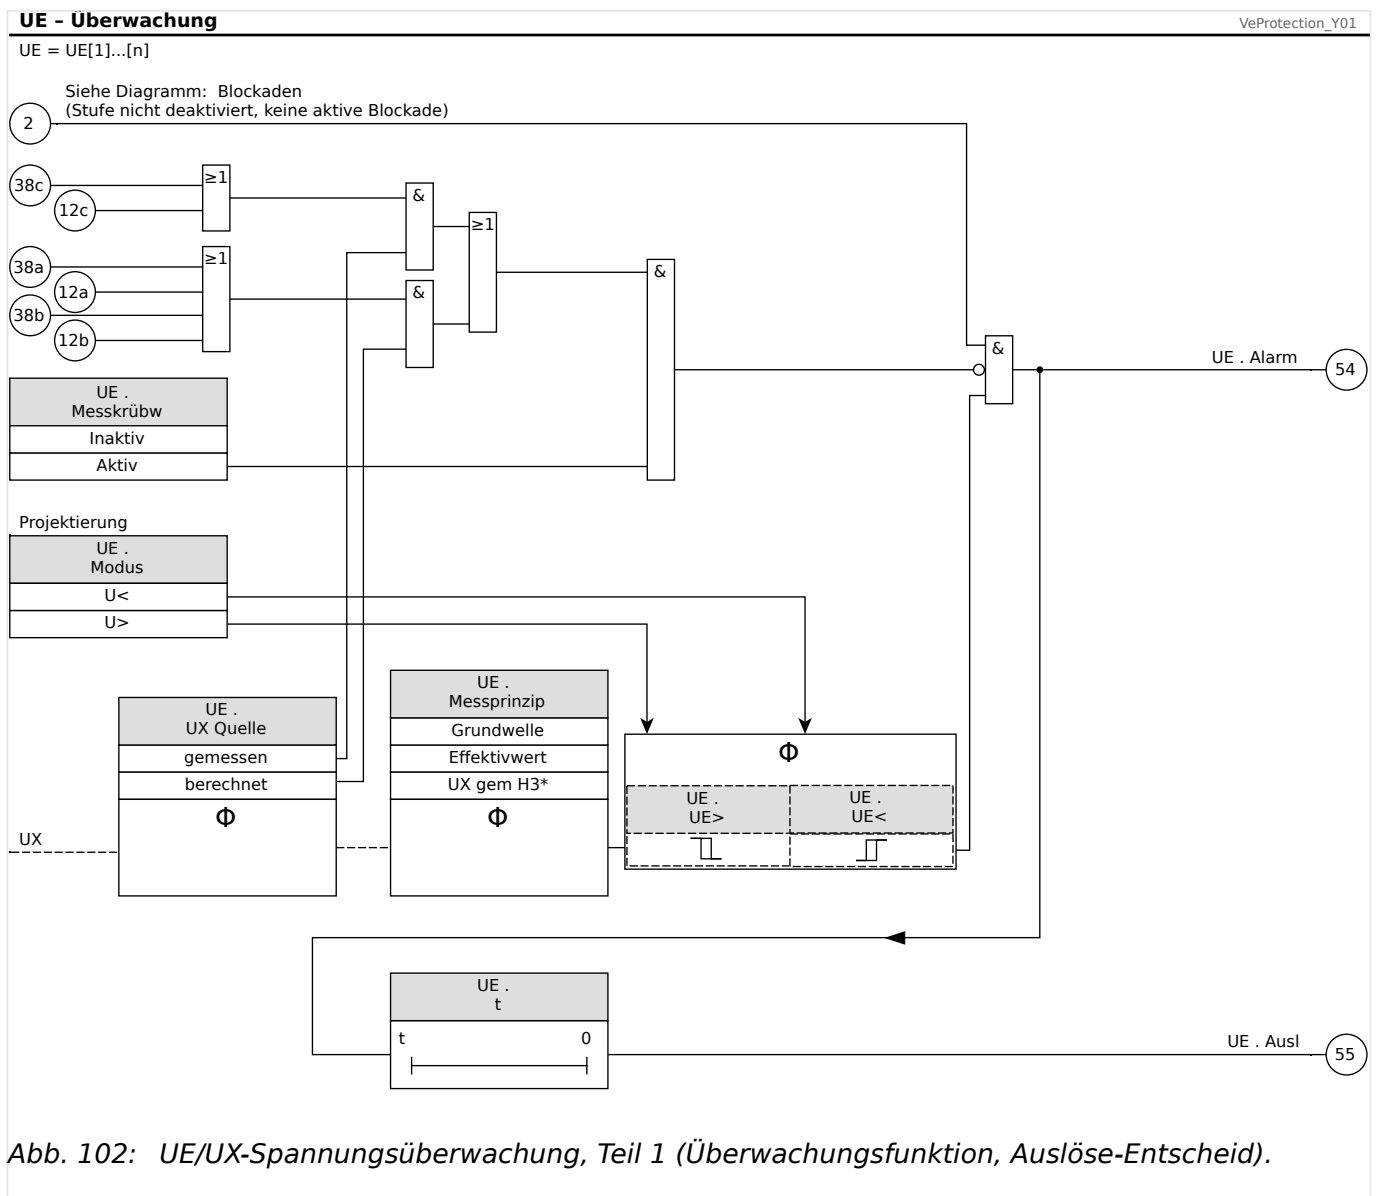 UE – Überwachung
VeProtection_Y01
UE = UE[1]...[n]
Siehe Diagramm:  Blockaden
(Stufe nicht deaktiviert, keine aktive Blockade)
2
38c
12c
≥1
&
≥1
38a
12a
38b
12b
≥1
&
&
&
UE . Alarm
54
UE .
Messkrübw
Inaktiv
Aktiv
Projektierung
UE .
Modus
U<
U>
UE .
UX Quelle
gemessen
berechnet
Φ
UX
UE .
Messprinzip
Grundwelle
Effektivwert
UX gem H3*
Φ
Φ
UE .
UE>
UE .
UE<
UE .
t
t
0
UE . Ausl
55
Abb. 102:   UE/UX-Spannungsüberwachung, Teil 1 (Überwachungsfunktion, Auslöse-Entscheid).